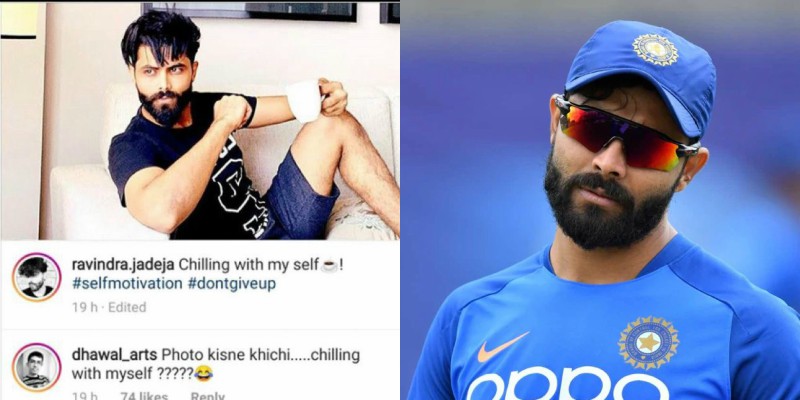 ravindra.jadeja Chilling with my self☕!
#selfmotivation #dontgiveup
19 h · Edited
dhawal_arts Photo kisne khichi.....chilling
with myself ?????😂
19 h 74 likes Reply
oppo